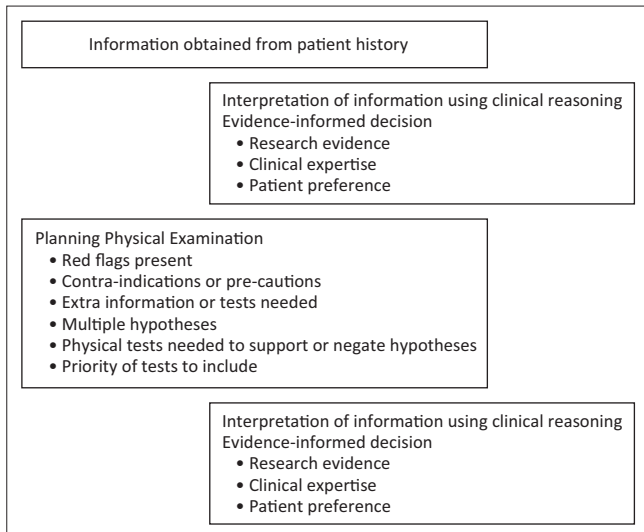 Information obtained from patient history
Interpretation of information using clinical reasoning
Evidence-informed decision
• Research evidence
• Clinical expertise
• Patient preference
Planning Physical Examination
• Red flags present
• Contra-indications or pre-cautions
• Extra information or tests needed
• Multiple hypotheses
• Physical tests needed to support or negate hypotheses
• Priority of tests to include
Interpretation of information using clinical reasoning
Evidence-informed decision
• Research evidence
• Clinical expertise
• Patient preference